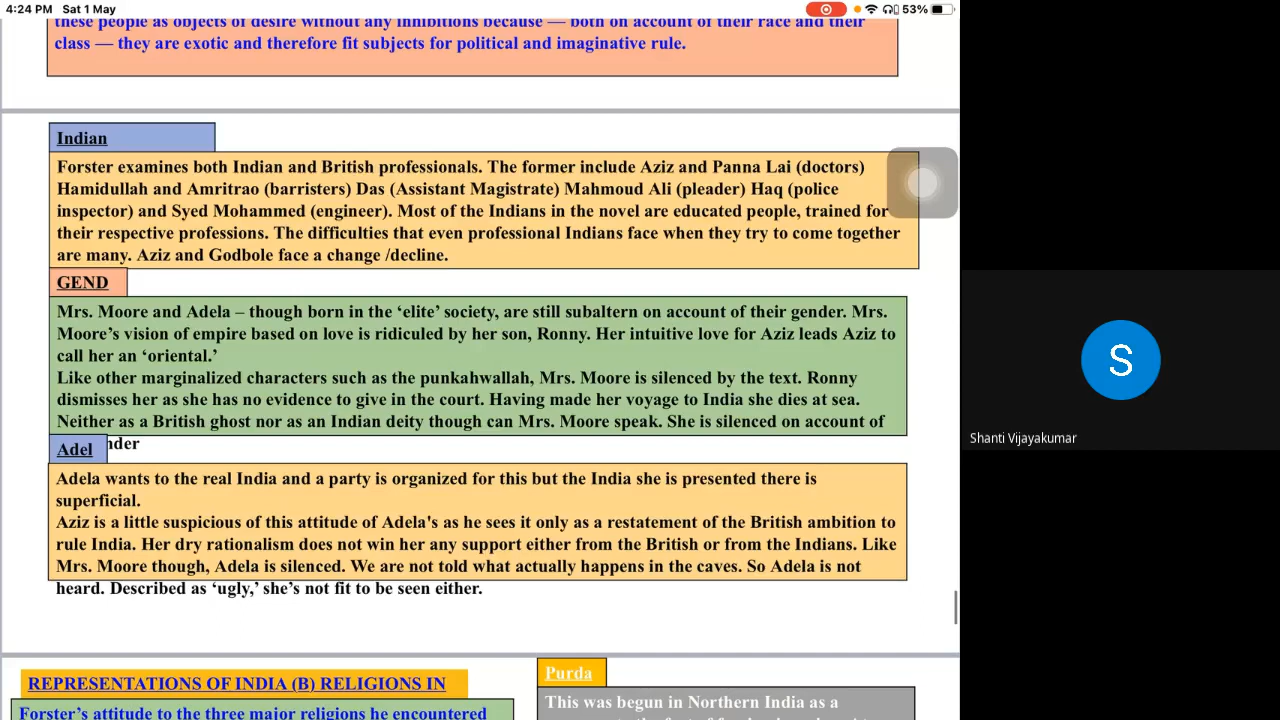 4:24 PM Sat 1 May
53%
these people as objects of desire without any inhibitions because — both on account of their race and their
class — they are exotic and therefore fit subjects for political and imaginative rule.
Indian
Forster examines both Indian and British professionals. The former include Aziz and Panna Lai (doctors)
Hamidullah and Amritrao (barristers) Das (Assistant Magistrate) Mahmoud Ali (pleader) Haq (police
inspector) and Syed Mohammed (engineer). Most of the Indians in the novel are educated people, trained for
their respective professions. The difficulties that even professional Indians face when they try to come together
are many. Aziz and Godbole face a change /decline.
GEND
Mrs. Moore and Adela – though born in the ‘elite’ society, are still subaltern on account of their gender. Mrs.
Moore’s vision of empire based on love is ridiculed by her son, Ronny. Her intuitive love for Aziz leads Aziz to
call her an ‘oriental.’
Like other marginalized characters such as the punkahwallah, Mrs. Moore is silenced by the text. Ronny
dismisses her as she has no evidence to give in the court. Having made her voyage to India she dies at sea.
Neither as a British ghost nor as an Indian deity though can Mrs. Moore speak. She is silenced on account of
nder
Adel
Adela wants to the real India and a party is organized for this but the India she is presented there is
superficial.
Aziz is a little suspicious of this attitude of Adela's as he sees it only as a restatement of the British ambition to
rule India. Her dry rationalism does not win her any support either from the British or from the Indians. Like
Mrs. Moore though, Adela is silenced. We are not told what actually happens in the caves. So Adela is not
heard. Described as ‘ugly,’ she’s not fit to be seen either.
REPRESENTATIONS OF INDIA (B) RELIGIONS IN
Forster’s attitude to the three major religions he encountered
Purda
This was begun in Northern India as a
S
Shanti Vijayakumar